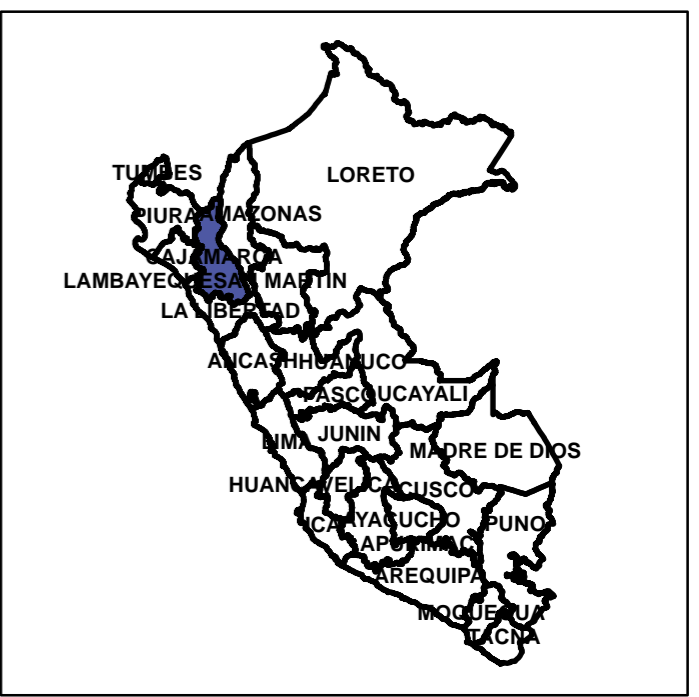 TUMBES
LORETO
PIURA
AMAZONAS
CAJAMARCA
LAMBAYEQUE
SAN MARTIN
LA LIBERTAD
ANCASH
HUANUCO
PASCO
UCAYALI
LIMA
JUNIN
MADRE DE DIOS
HUANCAVELICA
CUSCO
ICA
AYACUCHO
PUNO
APURIMAC
AREQUIPA
MOQUEGUA
TACNA